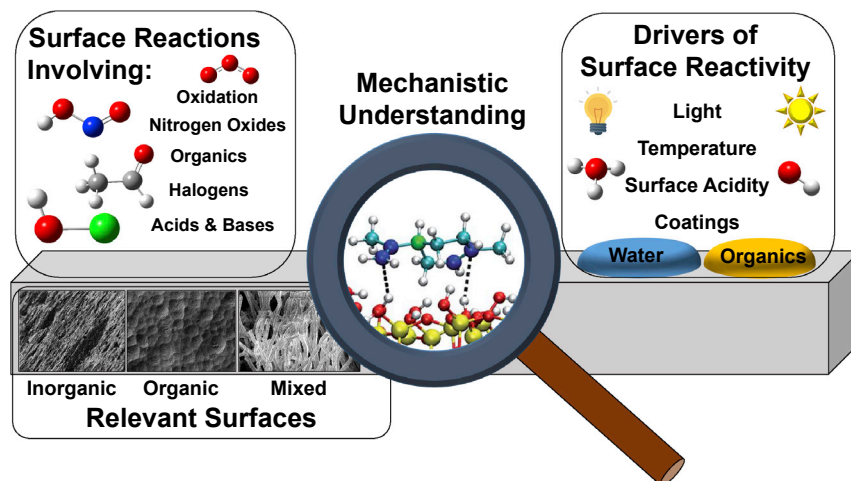 Surface Reactions
Involving:
Oxidation
Nitrogen Oxides
Organics
Halogens
Acids & Bases
Mechanistic
Understanding
Drivers of
Surface Reactivity
Light
Temperature
Surface Acidity
Coatings
Water
Organics
Inorganic
Organic
Mixed
Relevant Surfaces